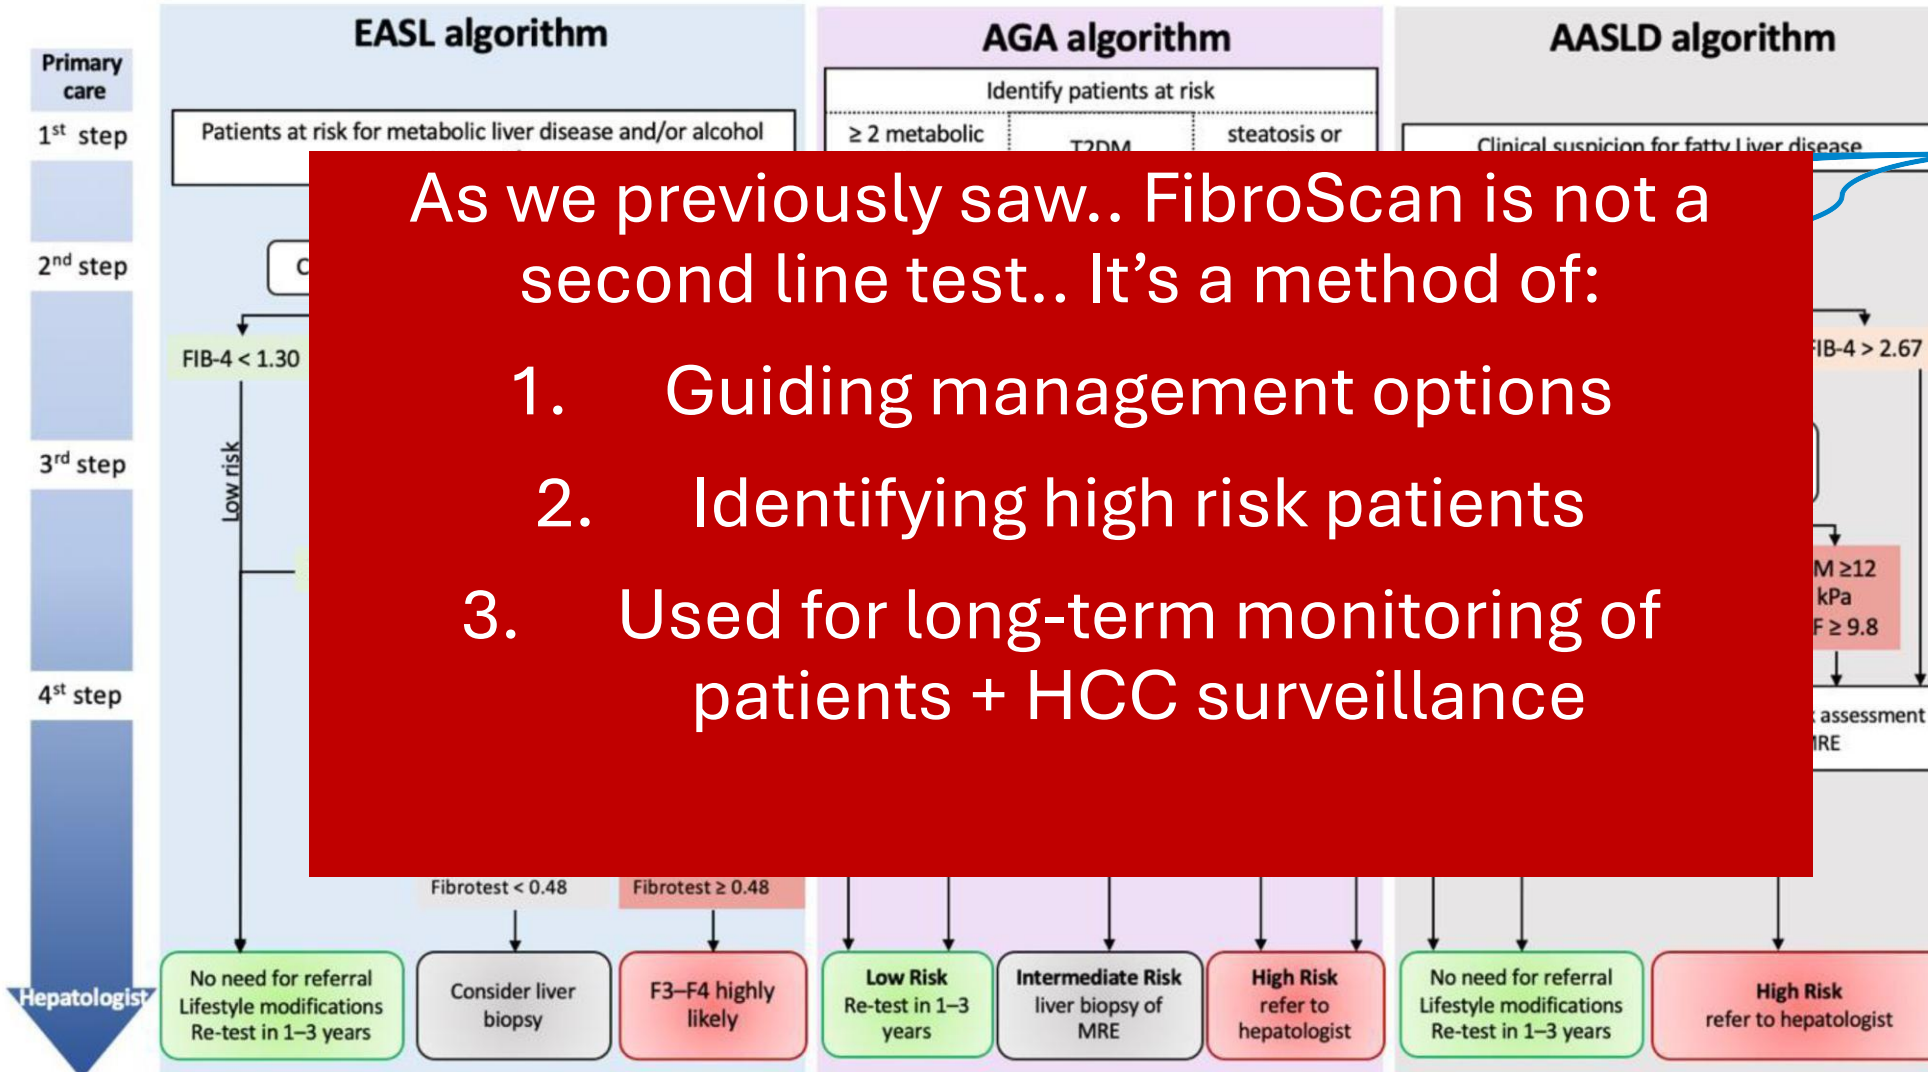 EASL algorithm
AGA algorithm
AASLD algorithm
Primary
care
1st step
2nd step
3rd step
4st step
Hepatologist
Patients at risk for metabolic liver disease and/or alcohol
FIB-4 < 1.30
Low risk
Fibrotest < 0.48
Fibrotest ≥ 0.48
No need for referral
Lifestyle modifications
Re-test in 1–3 years
Consider liver
biopsy
F3–F4 highly
likely
Identify patients at risk
≥ 2 metabolic
T2DM
steatosis or
Low Risk
Re-test in 1–3
years
Intermediate Risk
liver biopsy of
MRE
High Risk
refer to
hepatologist
Clinical suspicion for fatty Liver disease
IB-4 > 2.67
M ≥12
kPa
F ≥ 9.8
assessment
RE
No need for referral
Lifestyle modifications
Re-test in 1–3 years
High Risk
refer to hepatologist
As we previously saw.. FibroScan is not a
second line test.. It’s a method of:
1. Guiding management options
2. Identifying high risk patients
3. Used for long-term monitoring of
patients + HCC surveillance